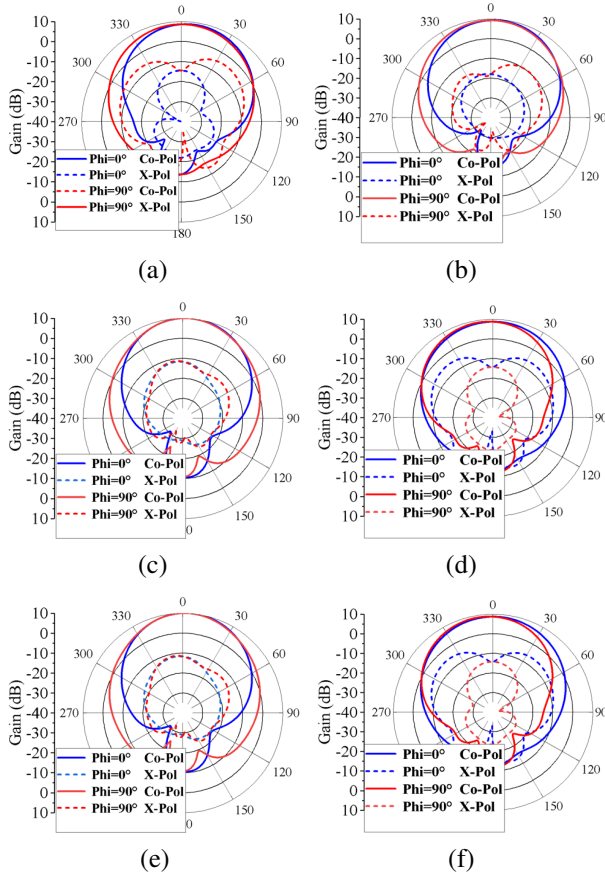 10
0
-10
-20
-30
-40
-30
-20
-10
0
10
Gain (dB)
0
330 30
300 60
270 90
120
150
180
Phi=0° Co-Pol
Phi=0° X-Pol
Phi=90° Co-Pol
Phi=90° X-Pol
(a)
10
0
-10
-20
-30
-40
-30
-20
-10
0
10
Gain (dB)
0
330 30
300 60
270 90
120
150
Phi=0° Co-Pol
Phi=0° X-Pol
Phi=90° Co-Pol
Phi=90° X-Pol
(b)
10
0
-10
-20
-30
-40
-30
-20
-10
0
10
Gain (dB)
0
330 30
300 60
270 90
120
150
0
Phi=0° Co-Pol
Phi=0° X-Pol
Phi=90° Co-Pol
Phi=90° X-Pol
(c)
10
0
-10
-20
-30
-40
-30
-20
-10
0
10
Gain (dB)
0
330 30
300 60
270 90
120
150
Phi=0° Co-Pol
Phi=0° X-Pol
Phi=90° Co-Pol
Phi=90° X-Pol
(d)
10
0
-10
-20
-30
-40
-30
-20
-10
0
10
Gain (dB)
0
330 30
300 60
270 90
120
150
0
Phi=0° Co-Pol
Phi=0° X-Pol
Phi=90° Co-Pol
Phi=90° X-Pol
(e)
10
0
-10
-20
-30
-40
-30
-20
-10
0
10
Gain (dB)
0
330 30
300 60
270 90
120
150
Phi=0° Co-Pol
Phi=0° X-Pol
Phi=90° Co-Pol
Phi=90° X-Pol
(f)